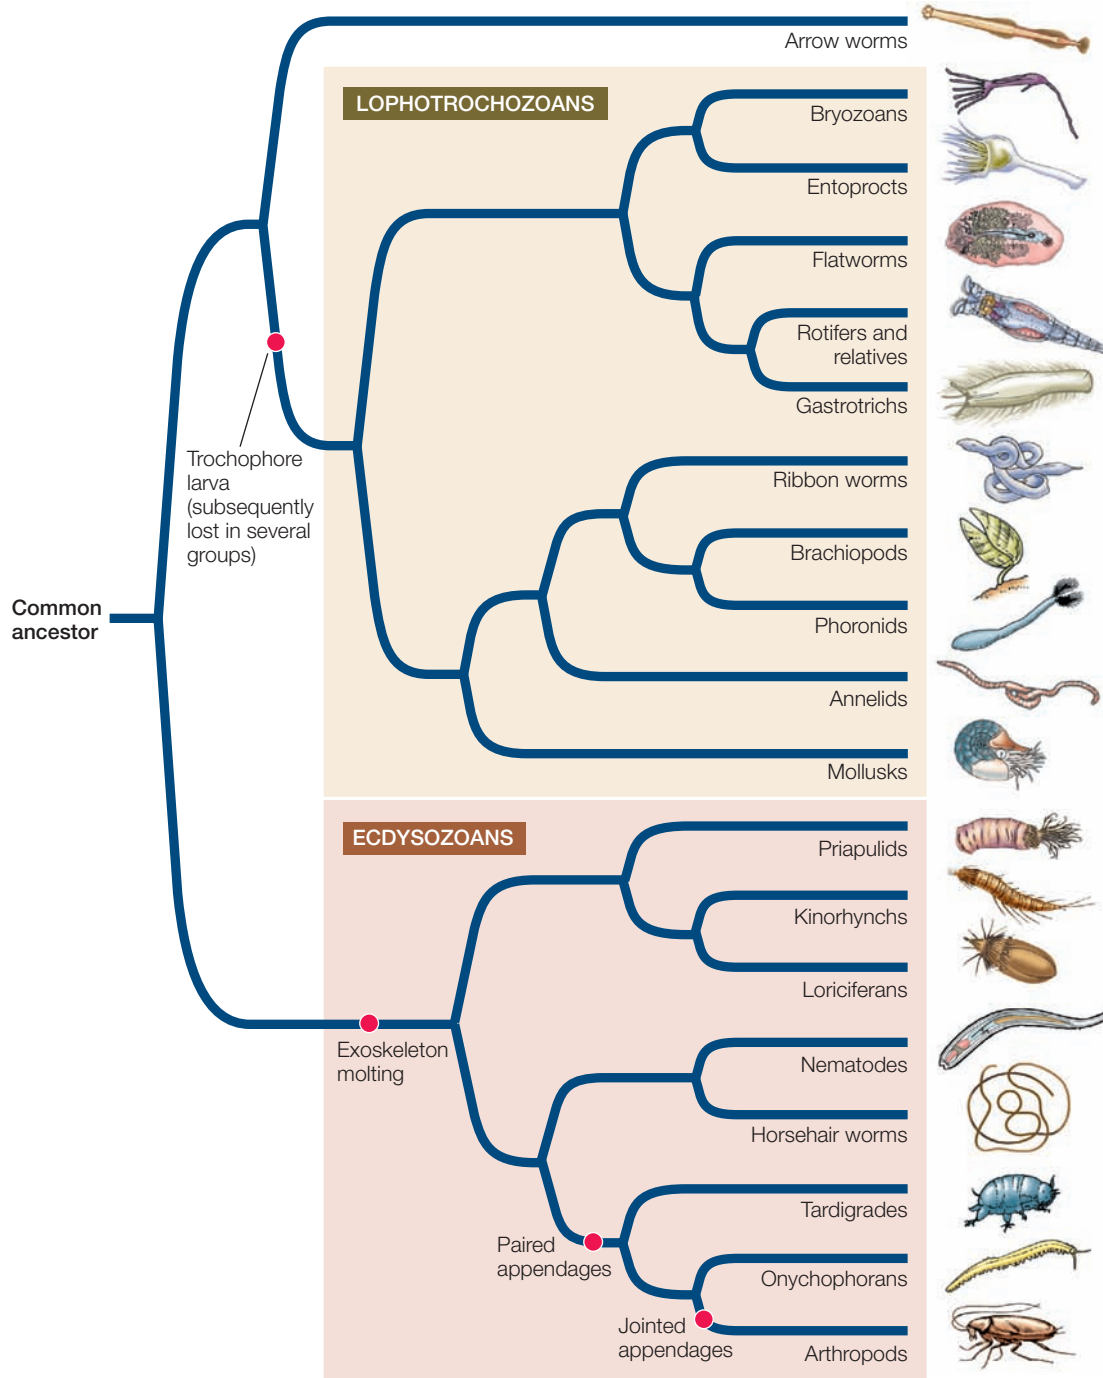 Arrow worms
LOPHOTROCHOZOANS
Bryozoans
Entoprocts
Flatworms
Rotifers and
relatives
Gastrotrichs
Trochophore
larva
(subsequently
lost in several
groups)
Ribbon worms
Brachiopods
Phoronids
Common
ancestor
Annelids
Mollusks
ECDYSOZOANS
Priapulids
Kinorhynchs
Loriciferans
Exoskeleton
molting
Nematodes
Horsehair worms
Tardigrades
Paired
appendages
Onychophorans
Jointed
appendages
Arthropods